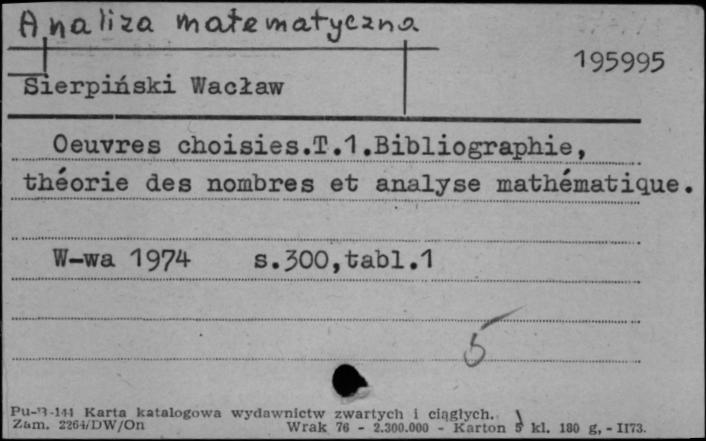 Analiza matematyczna
195995
Sierpiński Wacław
Oeuvres choisies.T.1.Bibliographie,
théorie des nombres et analyse mathématique.
W-wa 1974 s.300,tabl.1
5
Pu-B-144 Karta katalogowa wydawnictw zwartych i ciągłych.
Zam. 2264/DW/On Wrak 76 - 2.300.000 - Karton 5 kl. 180 g, - II73.